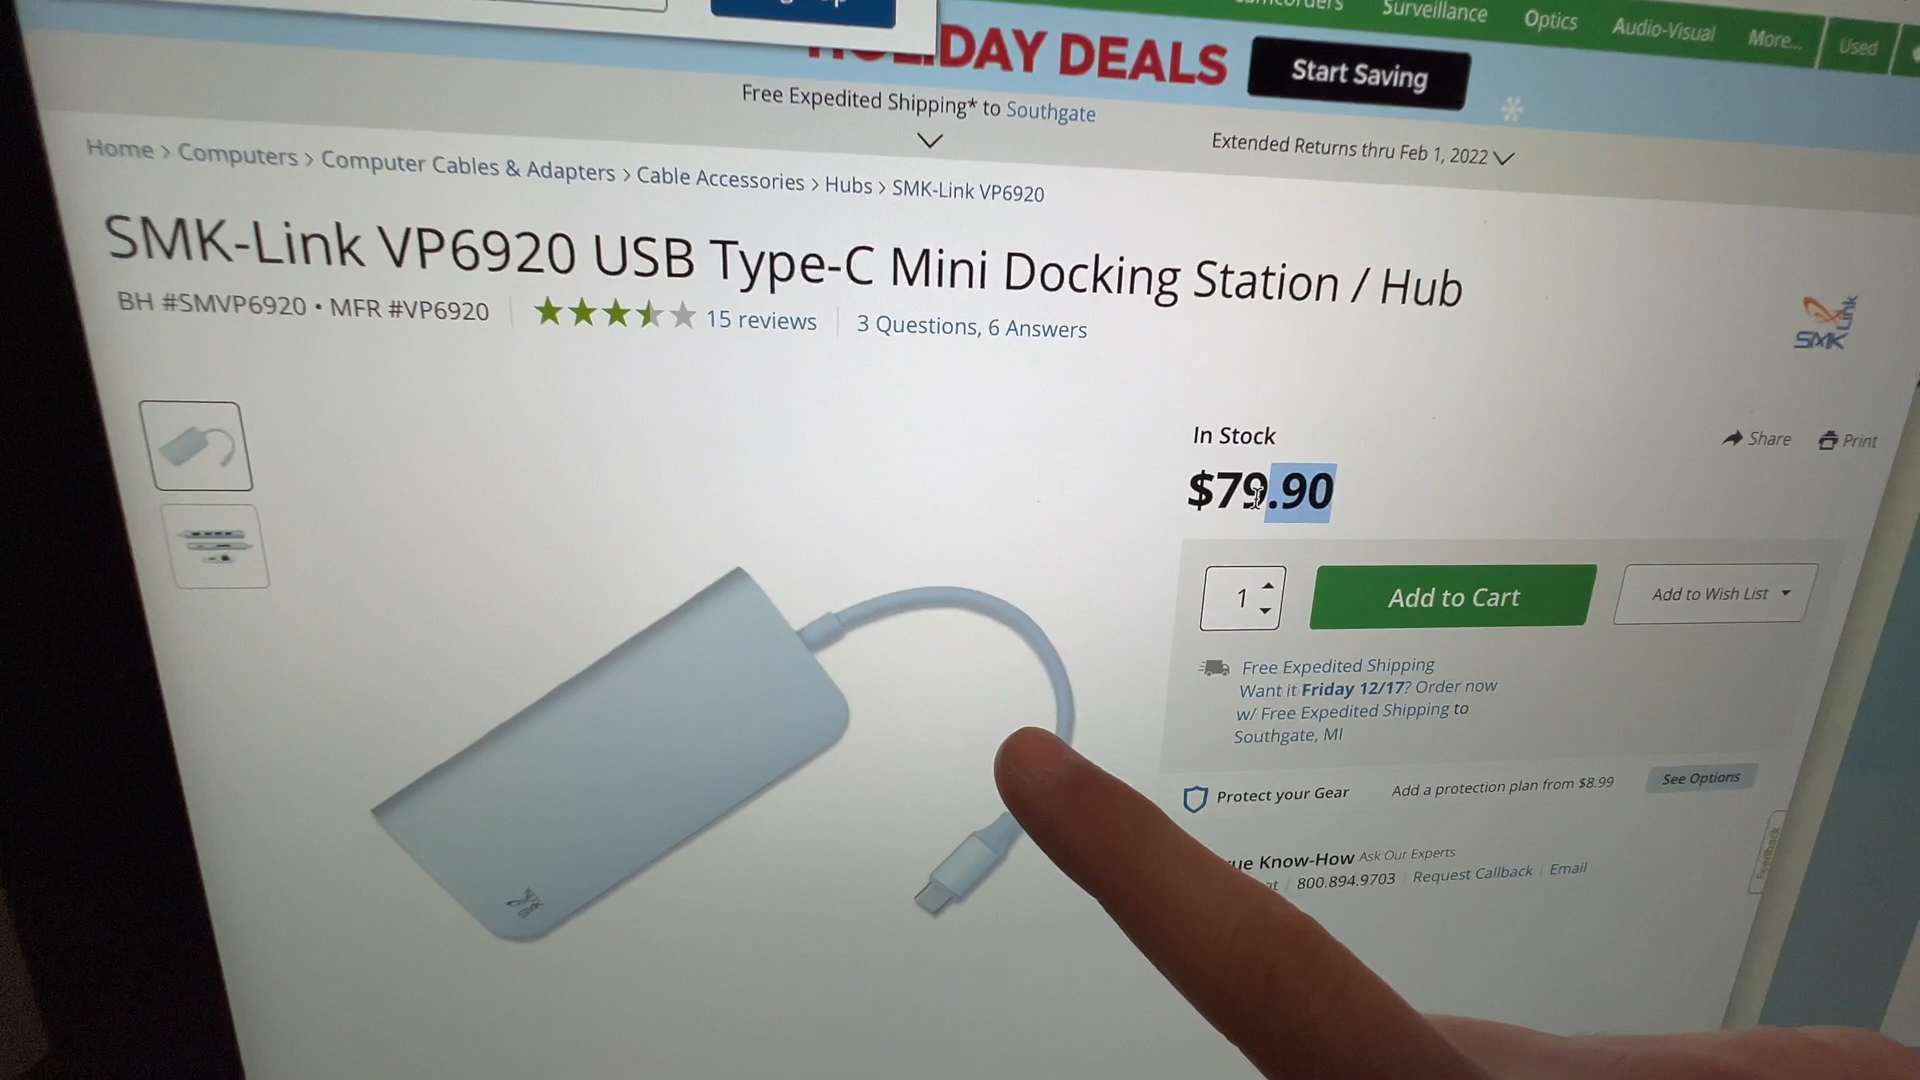 Surveillance Optics Audio-Visual More... Used
DAY DEALS
Start Saving
Free Expedited Shipping* to Southgate
Extended Returns thru Feb 1, 2022
Home > Computers > Computer Cables & Adapters > Cable Accessories > Hubs > SMK-Link VP6920
SMK-Link VP6920 USB Type-C Mini Docking Station / Hub
BH #SMVP6920 • MFR #VP6920
15 reviews
3 Questions, 6 Answers
SMK Link
In Stock
Share
Print
$79.90
1
Add to Cart
Add to Wish List
Free Expedited Shipping
Want it Friday 12/17? Order now
w/ Free Expedited Shipping to
Southgate, MI
Protect your Gear
Add a protection plan from $8.99
See Options
Know-How Ask Our Experts
800.894.9703
Request Callback
Email
Feedback